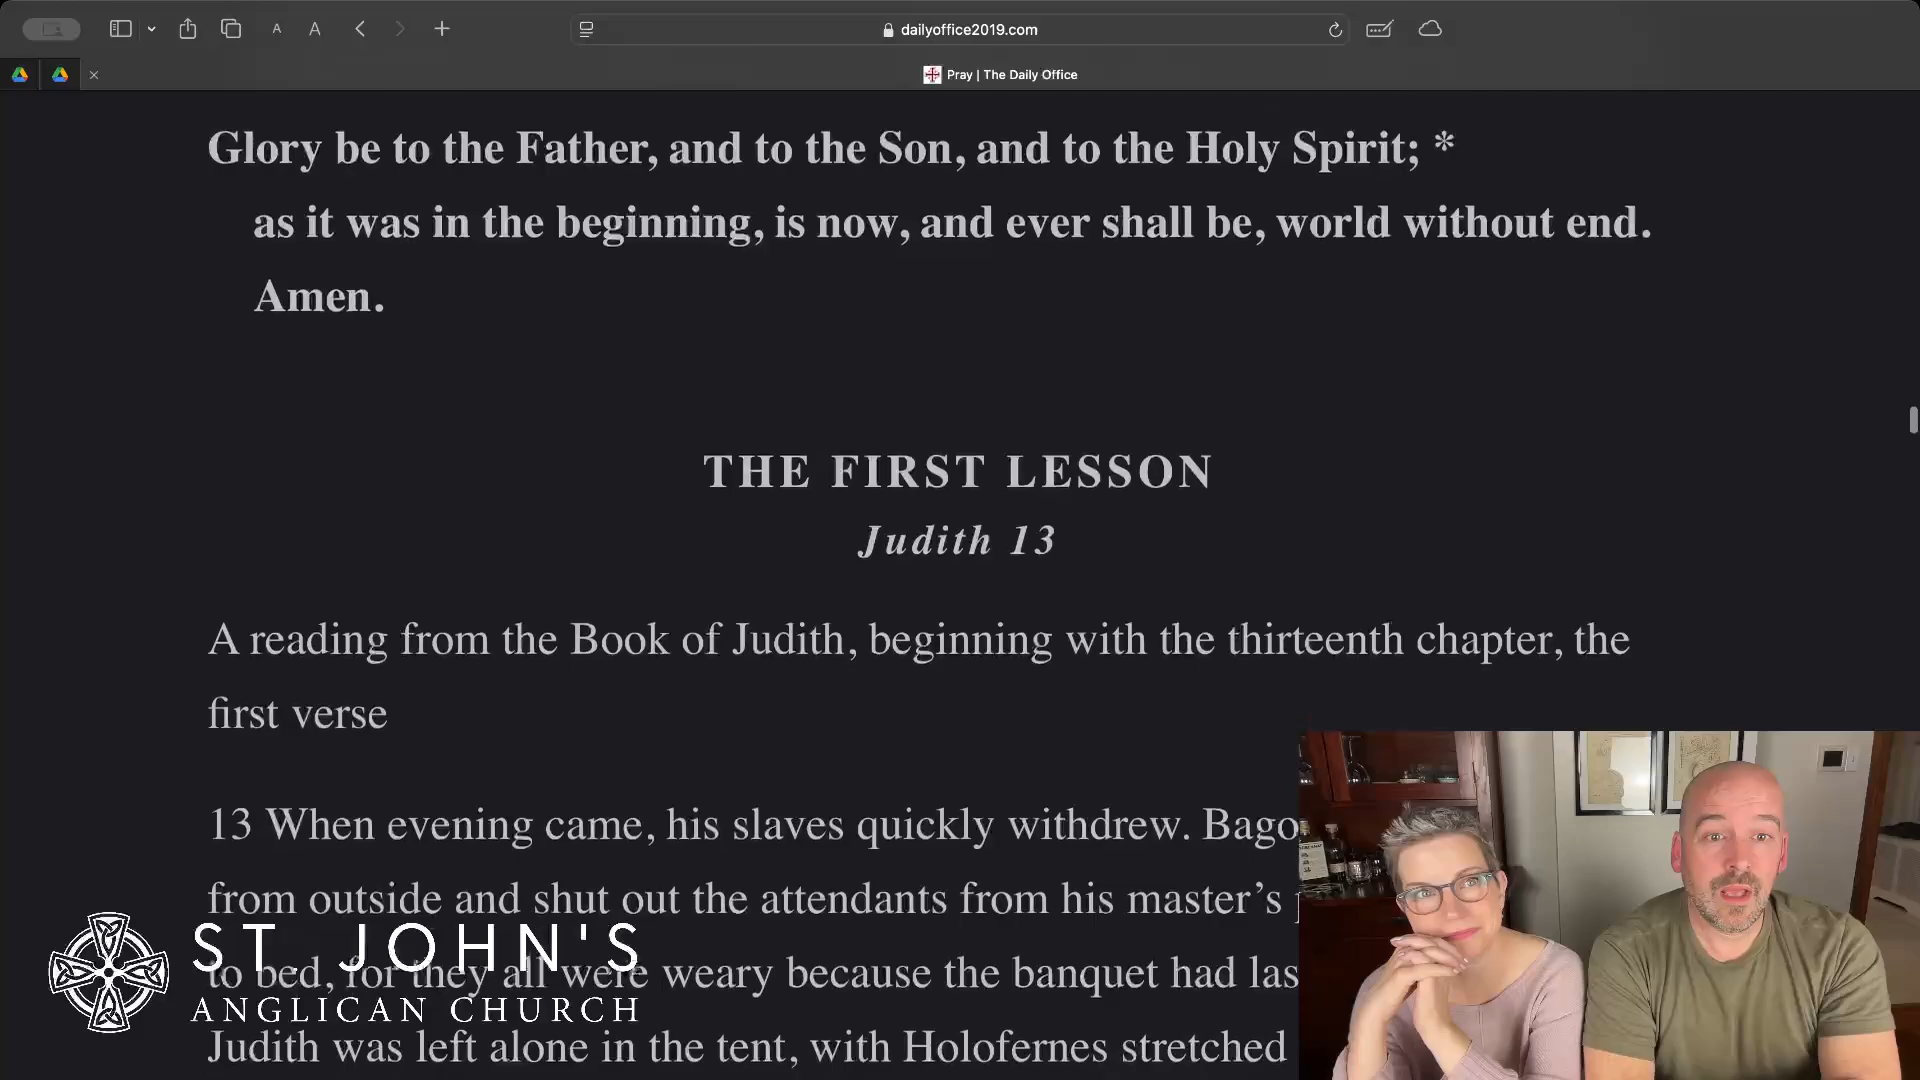 A A
dailyoffice2019.com
Pray | The Daily Office
Glory be to the Father, and to the Son, and to the Holy Spirit; *
as it was in the beginning, is now, and ever shall be, world without end.
Amen.
THE FIRST LESSON
Judith 13
A reading from the Book of Judith, beginning with the thirteenth chapter, the
first verse
13 When evening came, his slaves quickly withdrew. Bago
from outside and shut out the attendants from his master’s
to bed, for they all were weary because the banquet had las
Judith was left alone in the tent, with Holofernes stretched
ST. JOHN'S
ANGLICAN CHURCH